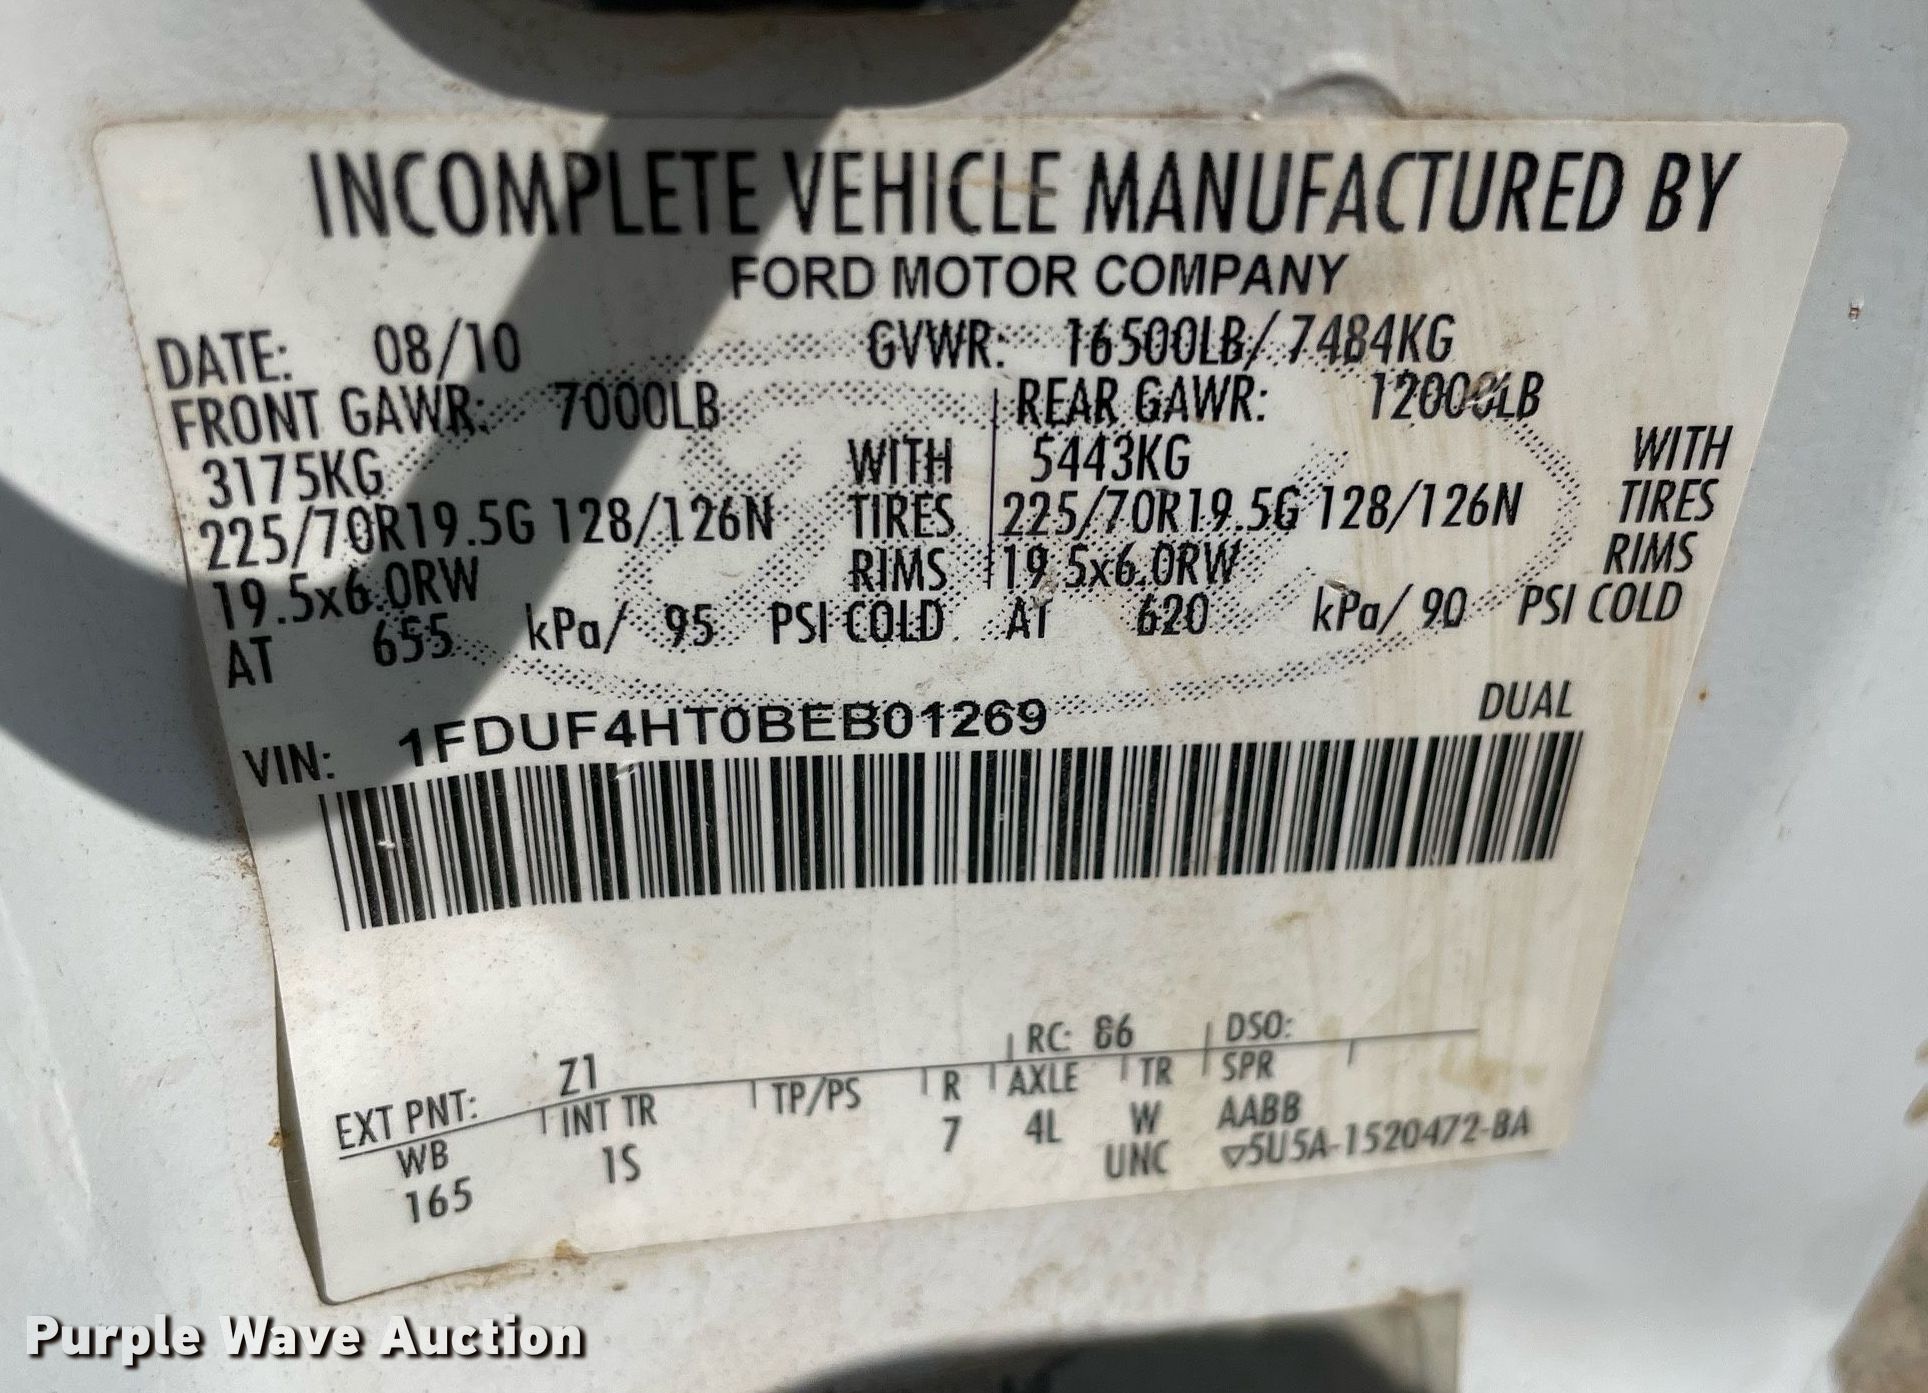 INCOMPLETE VEHICLE MANUFACTURED BY
FORD MOTOR COMPANY
DATE: 08/10 GVWR: 16500LB/ 7484KG
FRONT GAWR: 7000LB REAR GAWR: 12000LB
3175KG WITH 5443KG WITH
225/70R19.5G 128/126N TIRES 225/70R19.5G 128/126N TIRES
19.5x6.0RW RIMS 19.5x6.0RW RIMS
AT 655 kPa/ 95 PSI COLD AT 620 kPa/ 90 PSI COLD
VIN: 1FDUF4HT0BEB01269 DUAL
EXT PNT: Z1 RC: 86 DSO:
WB INT TR TP/PS R AXLE TR SPR
165 1S 7 4L W AABB
UNC ▽5U5A-1520472-BA
Purple Wave Auction